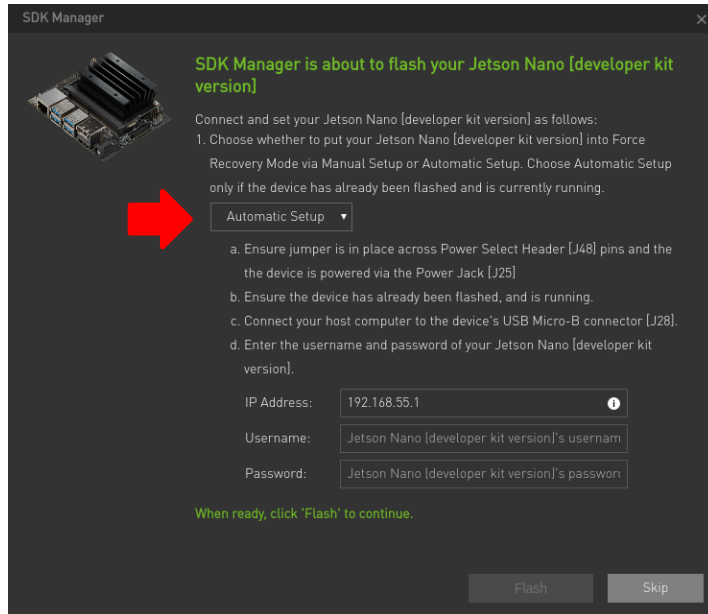 SDK Manager
SDK Manager is about to flash your Jetson Nano [developer kit
version]
Connect and set your Jetson Nano [developer kit version] as follows:
1. Choose whether to put your Jetson Nano [developer kit version] into Force
Recovery Mode via Manual Setup or Automatic Setup. Choose Automatic Setup
only if the device has already been flashed and is currently running.
Automatic Setup
a. Ensure jumper is in place across Power Select Header [J48] pins and the
the device is powered via the Power Jack [J25]
b. Ensure the device has already been flashed, and is running.
c. Connect your host computer to the device's USB Micro-B connector [J28].
d. Enter the username and password of your Jetson Nano [developer kit
version].
IP Address: 192.168.55.1
Username: Jetson Nano [developer kit version]'s usernam
Password: Jetson Nano [developer kit version]'s passwor
When ready, click 'Flash' to continue.
Flash Skip